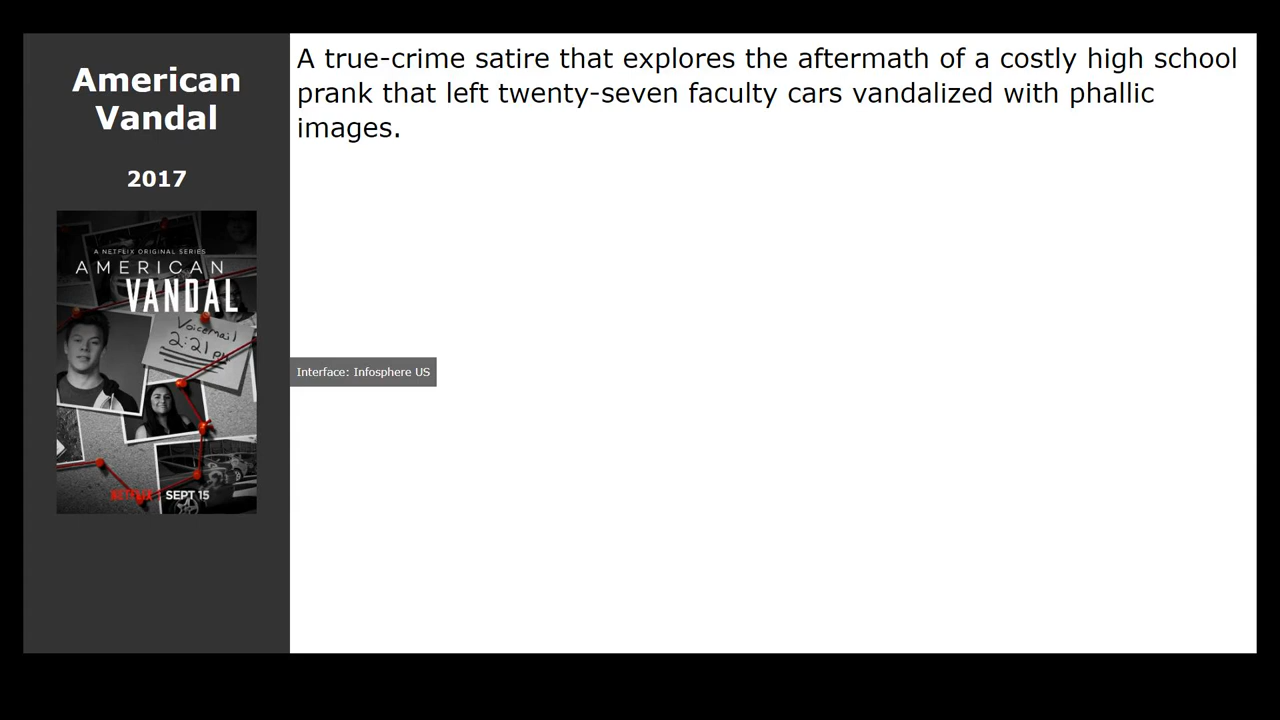 American
Vandal
2017
A NETFLIX ORIGINAL SERIES
AMERICAN
VANDAL
Voicemail
2:21 PM
NETFLIX | SEPT 15
A true-crime satire that explores the aftermath of a costly high school
prank that left twenty-seven faculty cars vandalized with phallic
images.
Interface: Infosphere US